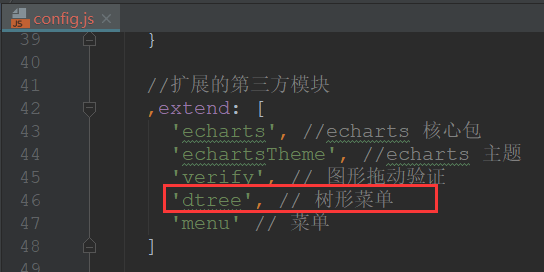 config.js ×
39 }
40
41 //扩展的第三方模块
42 ,extend: [
43 'echarts', //echarts 核心包
44 'echartsTheme', //echarts 主题
45 'verify', // 图形拖动验证
46 'dtree', // 树形菜单
47 'menu' // 菜单
48 ]